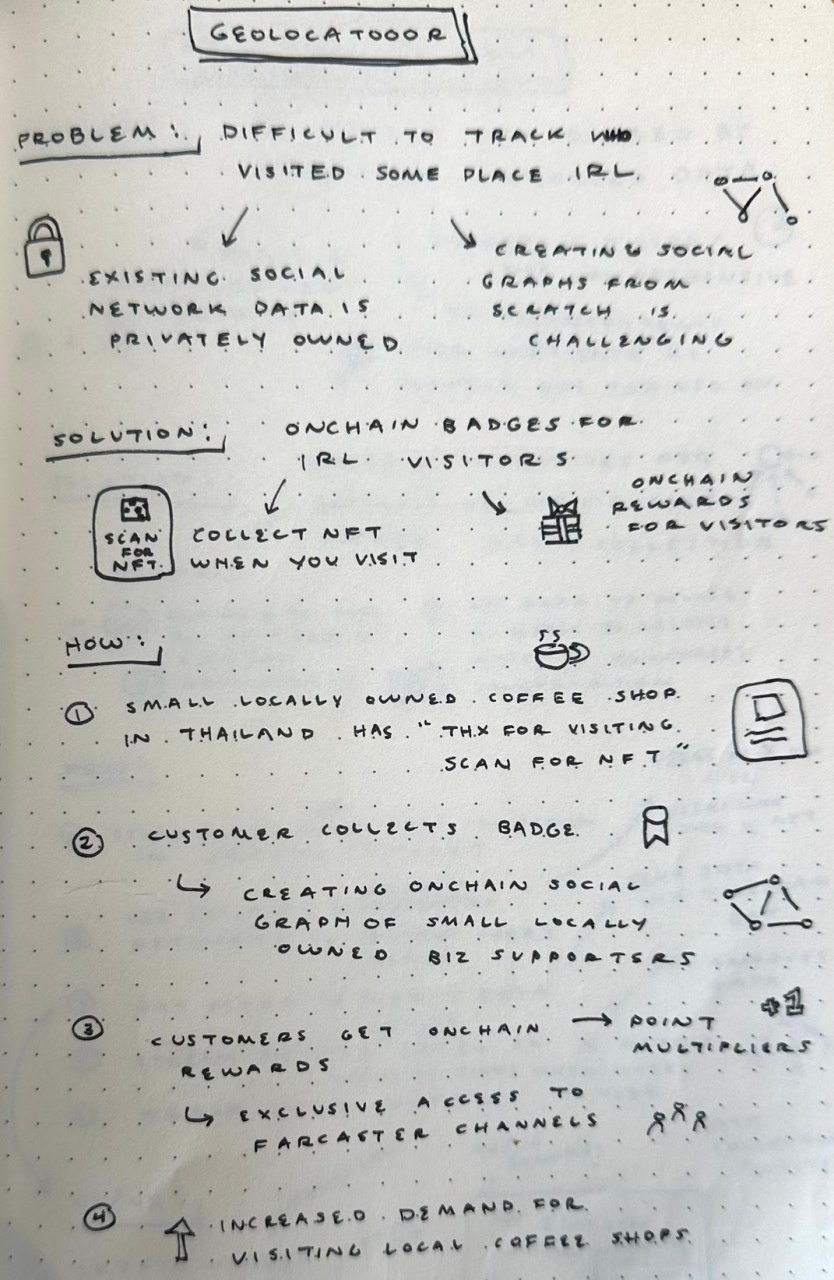 GEOLOCATOOOR
PROBLEM: DIFFICULT TO TRACK WHO
VISITED SOME PLACE IRL
EXISTING SOCIAL
NETWORK DATA IS
PRIVATELY OWNED
CREATING SOCIAL
GRAPHS FROM
SCRATCH IS
CHALLENGING
SOLUTION: ONCHAIN BADGES FOR
IRL VISITORS
SCAN
FOR
NFT
COLLECT NFT
WHEN YOU VISIT
ONCHAIN
REWARDS
FOR VISITORS
HOW:
1 SMALL LOCALLY OWNED COFFEE SHOP
IN THAILAND HAS "THX FOR VISITING
SCAN FOR NFT"
2 CUSTOMER COLLECTS BADGE
CREATING ONCHAIN SOCIAL
GRAPH OF SMALL LOCALLY
OWNED BIZ SUPPORTERS
3 CUSTOMERS GET ONCHAIN
REWARDS
→ POINT
MULTIPLIERS
+1
EXCLUSIVE ACCESS TO
FARCASTER CHANNELS
4 INCREASED DEMAND FOR
VISITING LOCAL COFFEE SHOPS